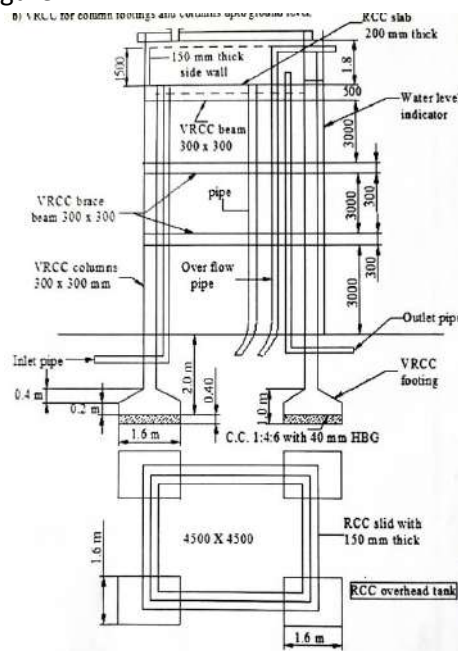 b) VRCC for column footings and columns upto ground level.
RCC slab
200 mm thick
150 mm thick
side wall
1500
1.8
500
Water level
indicator
VRCC beam
300 x 300
3000
VRCC brace
beam 300 x 300
pipe
300
3000
VRCC columns
300 x 300 mm
Over flow
pipe
300
3000
Outlet pipe
Inlet pipe
VRCC
footing
2.0 m
0.4 m
0.2 m
0.40
1.0 m
1.6 m
C.C. 1:4:6 with 40 mm HBG
4500 X 4500
RCC slid with
150 mm thick
1.6 m
RCC overhead tank
1.6 m